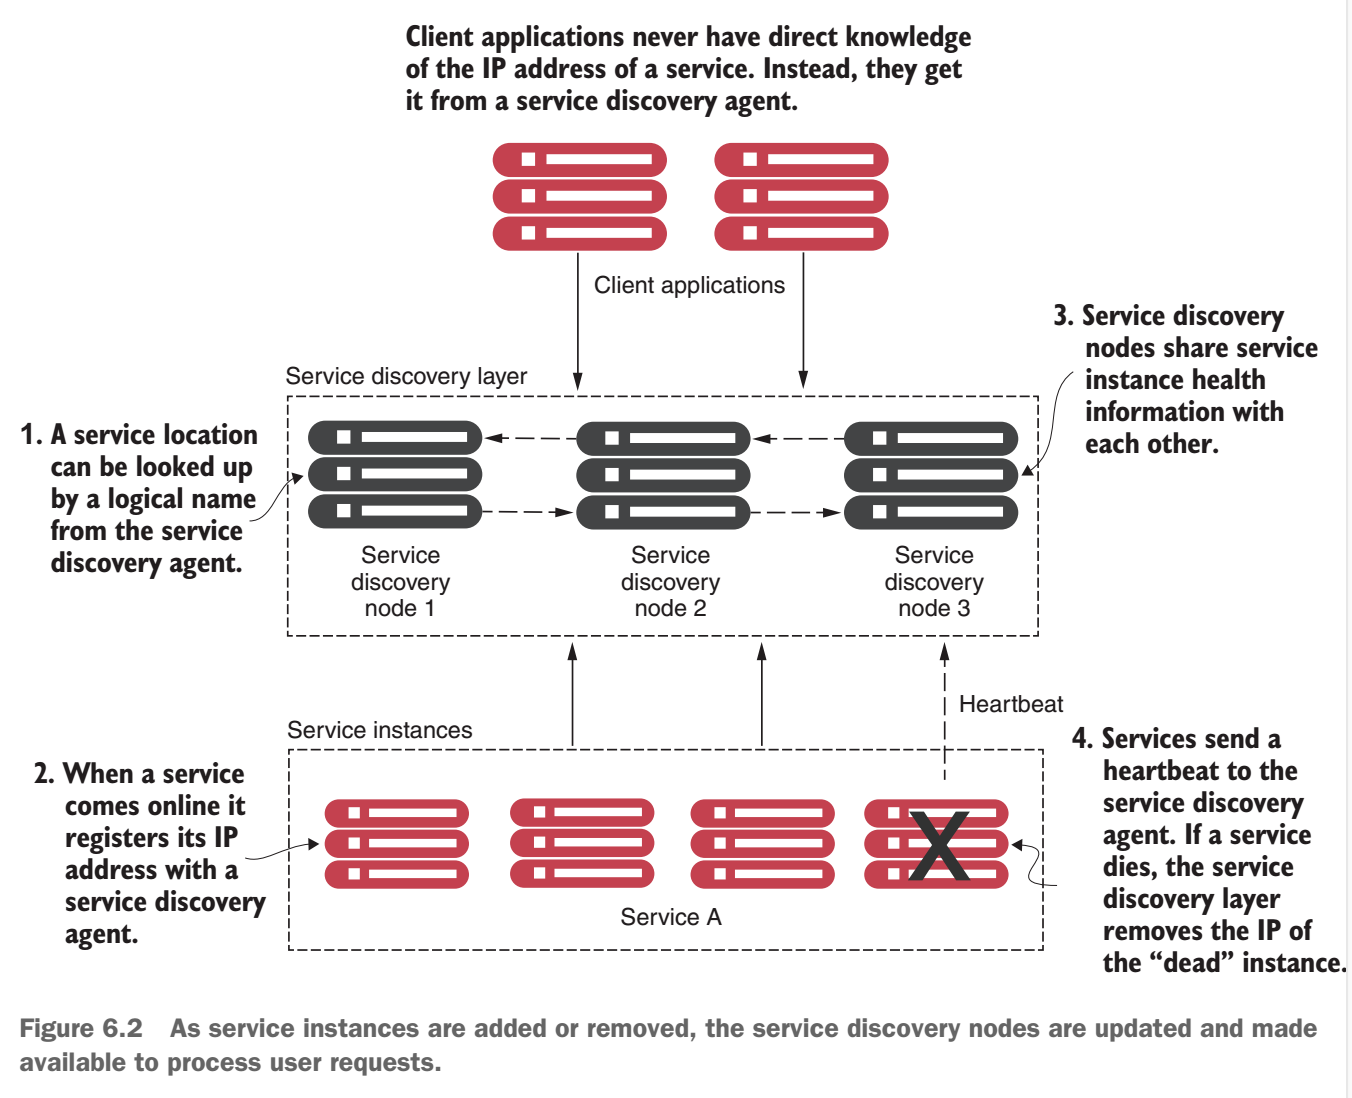 Client applications never have direct knowledge
of the IP address of a service. Instead, they get
it from a service discovery agent.
Client applications
3. Service discovery
nodes share service
instance health
information with
each other.
Service discovery layer
1. A service location
can be looked up
by a logical name
from the service
discovery agent.
Service
discovery
node 1
Service
discovery
node 2
Service
discovery
node 3
Heartbeat
Service instances
2. When a service
comes online it
registers its IP
address with a
service discovery
agent.
4. Services send a
heartbeat to the
service discovery
agent. If a service
dies, the service
discovery layer
removes the IP of
the “dead” instance.
X
Service A
Figure 6.2 As service instances are added or removed, the service discovery nodes are updated and made
available to process user requests.